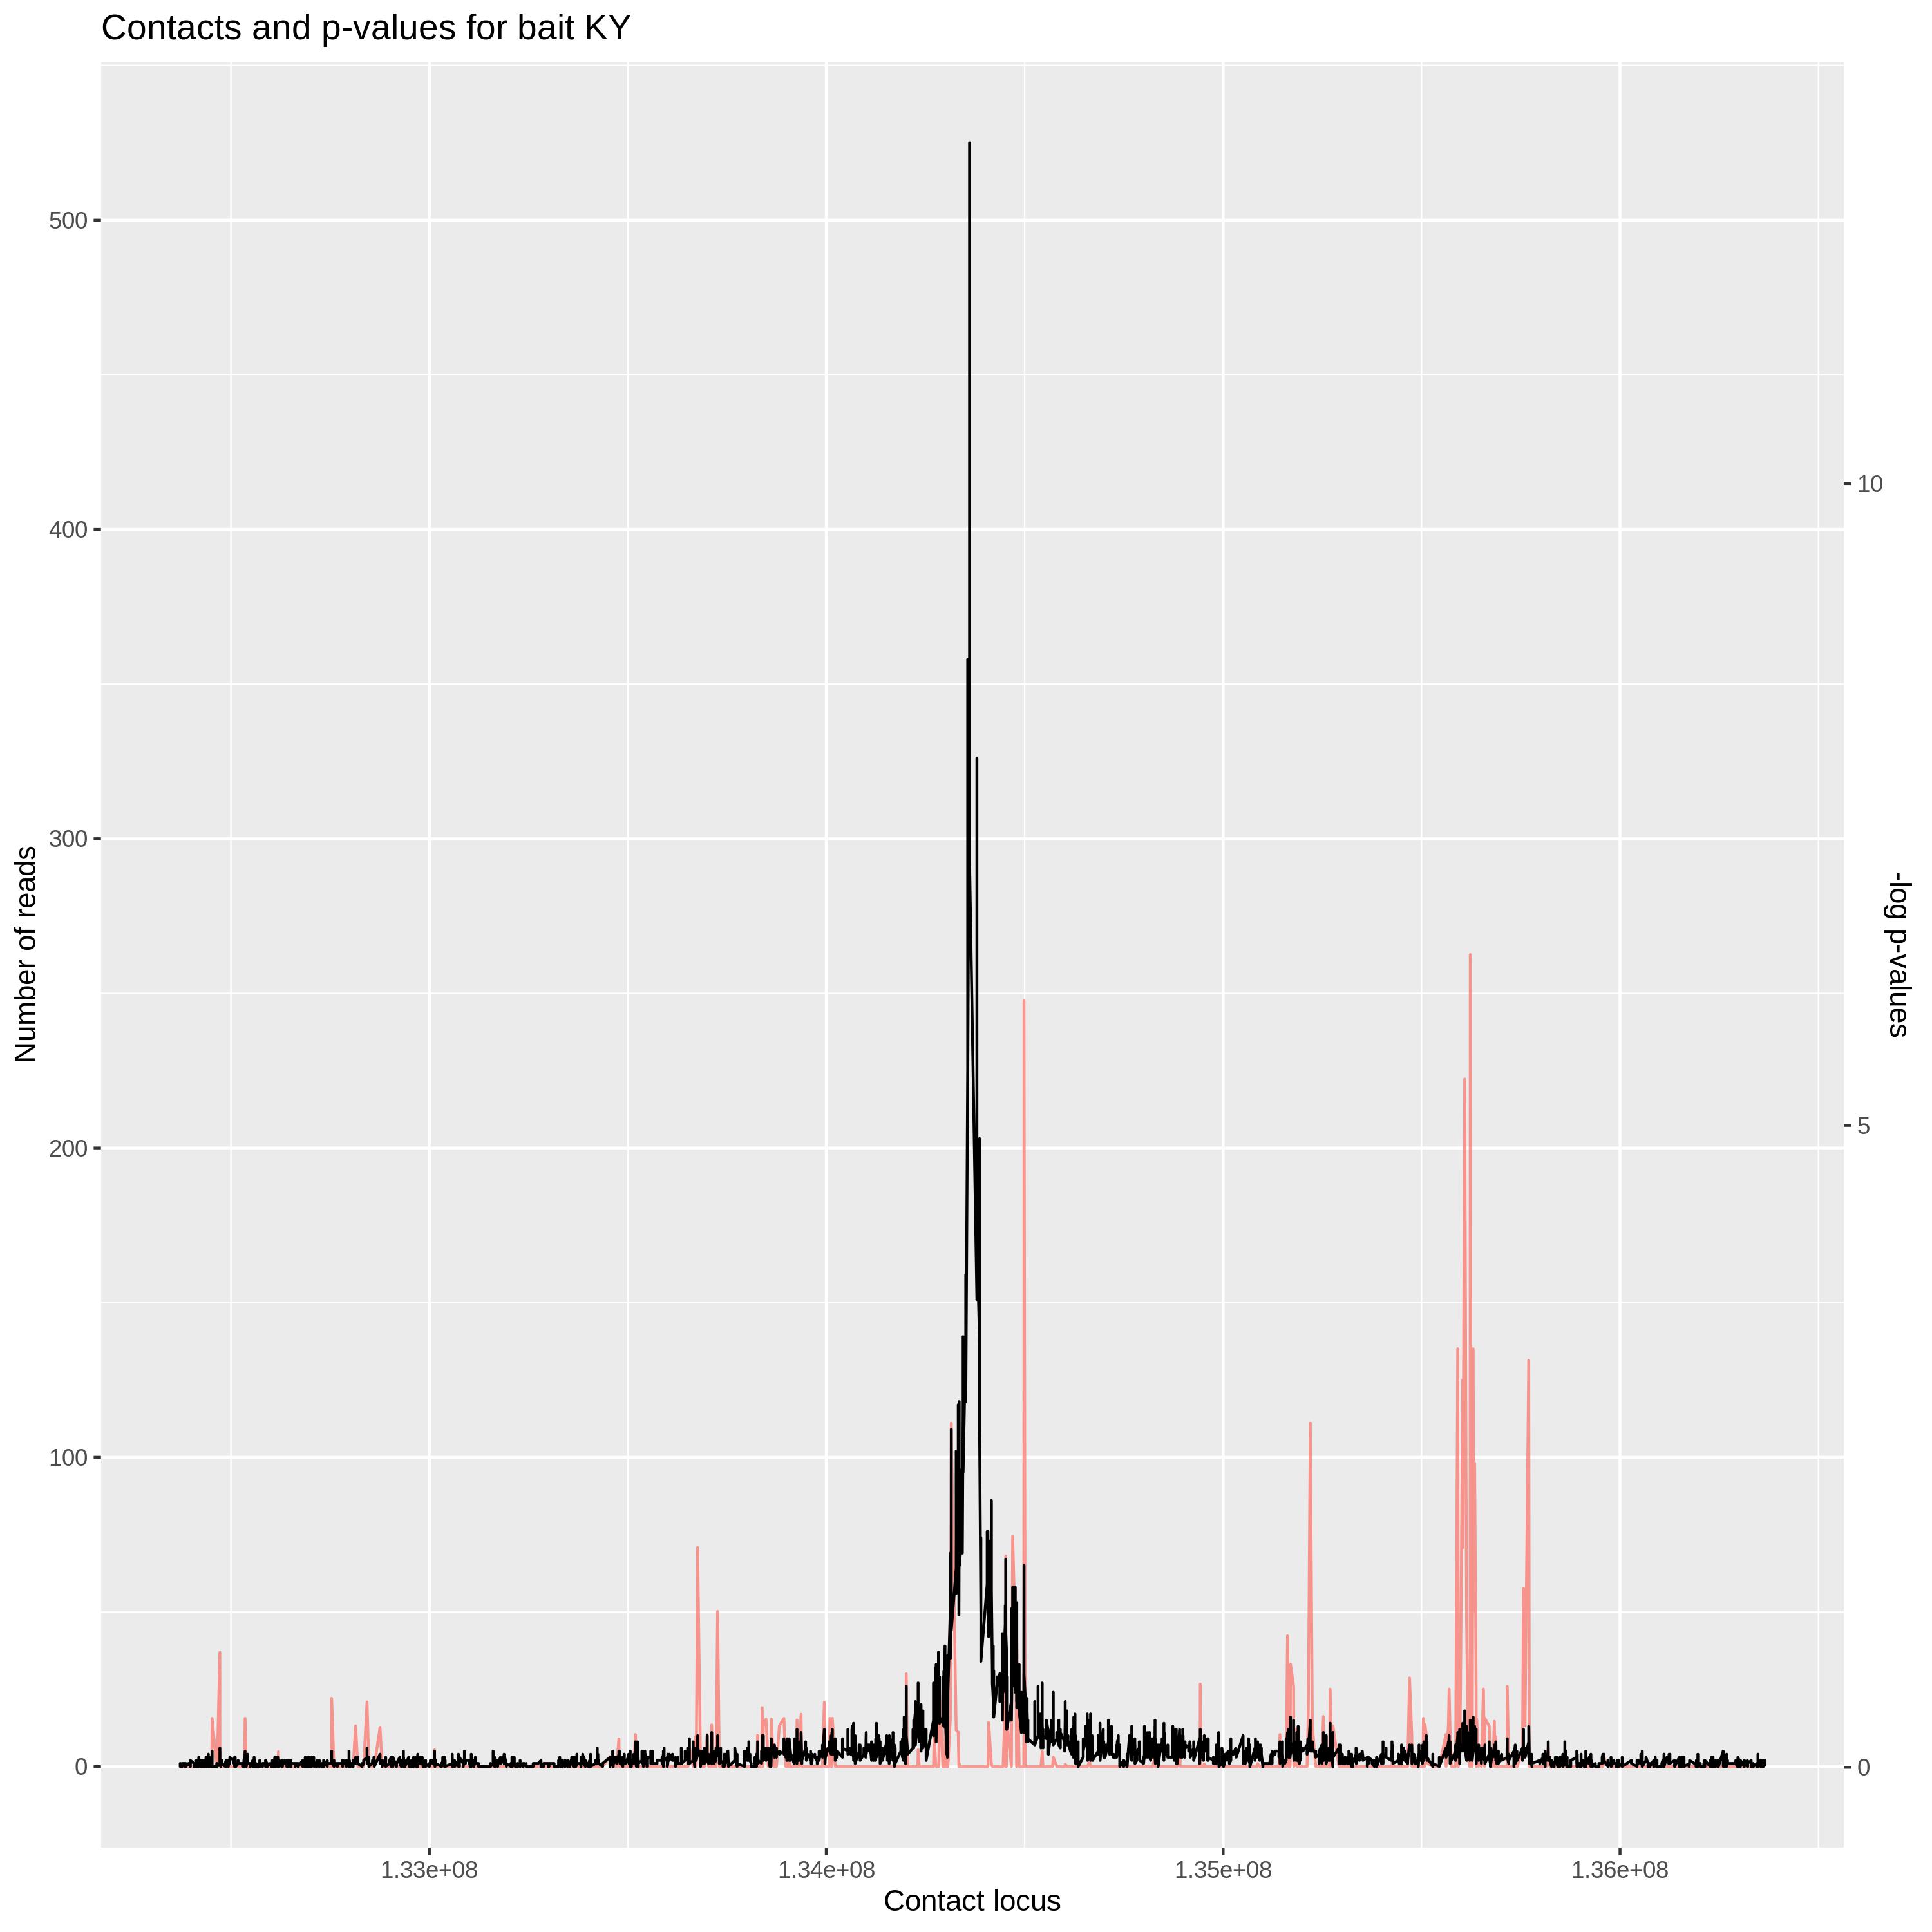 Contacts and p-values for bait KY
500
400
300
200
100
0
Number of reads
10
5
0
-log p-values
1.33e+08
1.34e+08
1.35e+08
1.36e+08
Contact locus